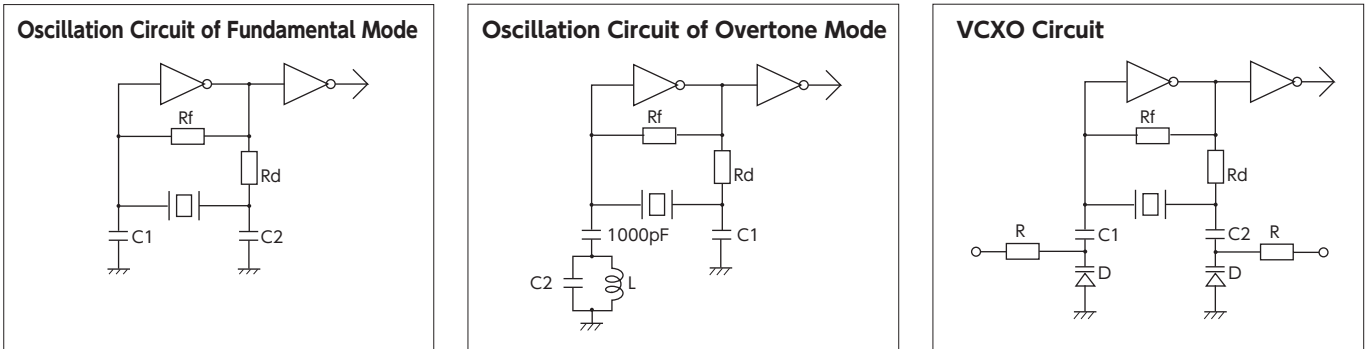 Oscillation Circuit of Fundamental Mode
Rf
Rd
C1
C2
Oscillation Circuit of Overtone Mode
Rf
Rd
1000pF
C1
C2
L
VCXO Circuit
Rf
Rd
C1
C2
R
R
D
D